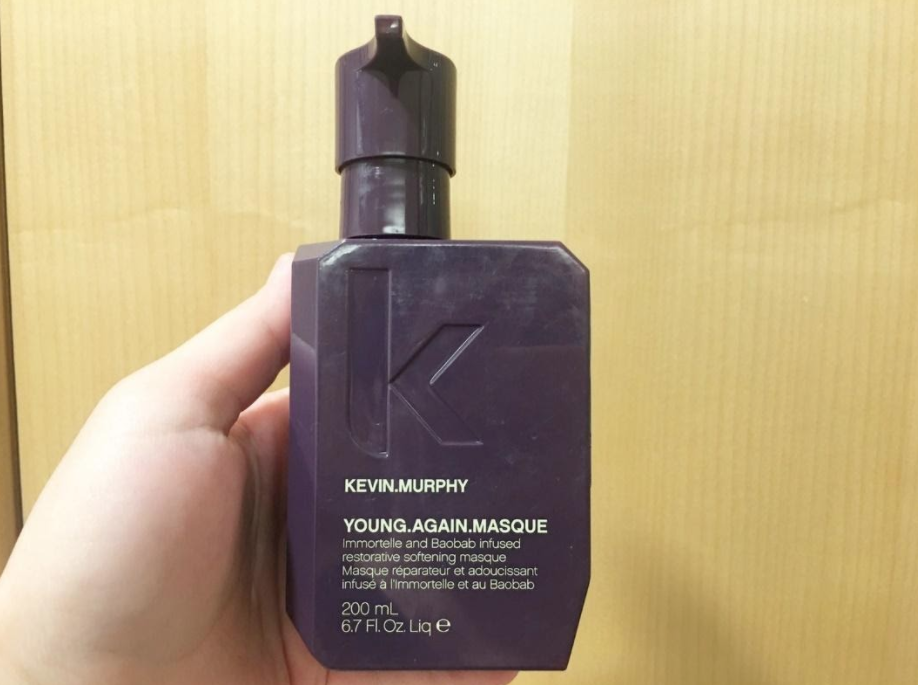 K
KEVIN.MURPHY
YOUNG.AGAIN.MASQUE
Immortelle and Baobab infused
restorative softening masque
Masque réparateur et adoucissant
infusé à l'Immortelle et au Baobab
200 mL
6.7 Fl. Oz. Liq ℮